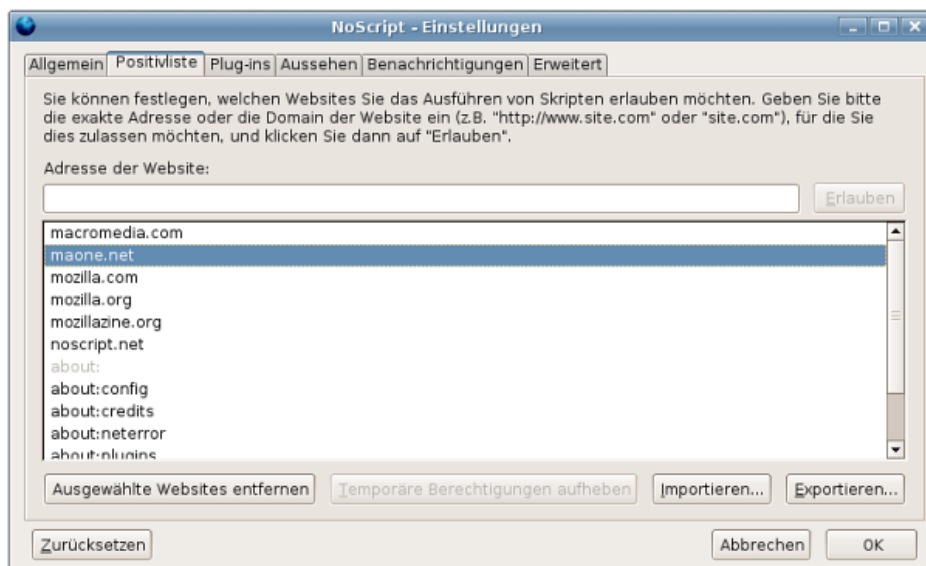 NoScript - Einstellungen
Allgemein Positivliste Plug-ins Aussehen Benachrichtigungen Erweitert
Sie können festlegen, welchen Websites Sie das Ausführen von Skripten erlauben möchten. Geben Sie bitte
die exakte Adresse oder die Domain der Website ein (z.B. "http://www.site.com" oder "site.com"), für die Sie
dies zulassen möchten, und klicken Sie dann auf "Erlauben".
Adresse der Website:
Erlauben
macromedia.com
maone.net
mozilla.com
mozilla.org
mozillazine.org
noscript.net
about:
about:config
about:credits
about:neterror
about:plugins
Ausgewählte Websites entfernen Temporäre Berechtigungen aufheben Importieren... Exportieren...
Zurücksetzen Abbrechen OK